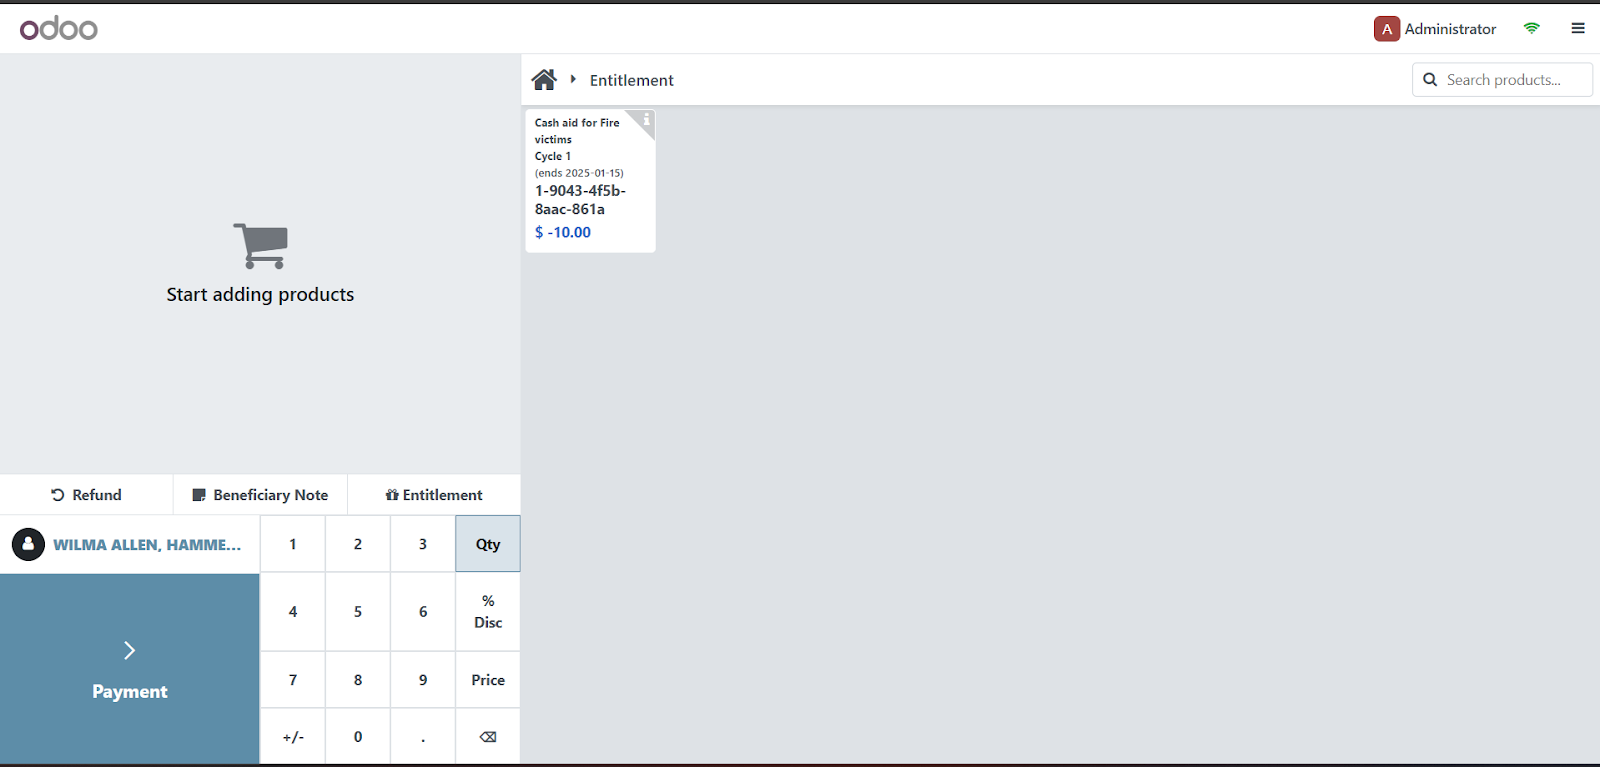 odoo
A Administrator
Entitlement
Search products...
Cash aid for Fire
victims
Cycle 1
(ends 2025-01-15)
1-9043-4f5b-
8aac-861a
$ -10.00
Start adding products
Refund
Beneficiary Note
Entitlement
WILMA ALLEN, HAMME...
1 2 3 Qty
4 5 6 %
Disc
7 8 9 Price
+/- 0 .
Payment